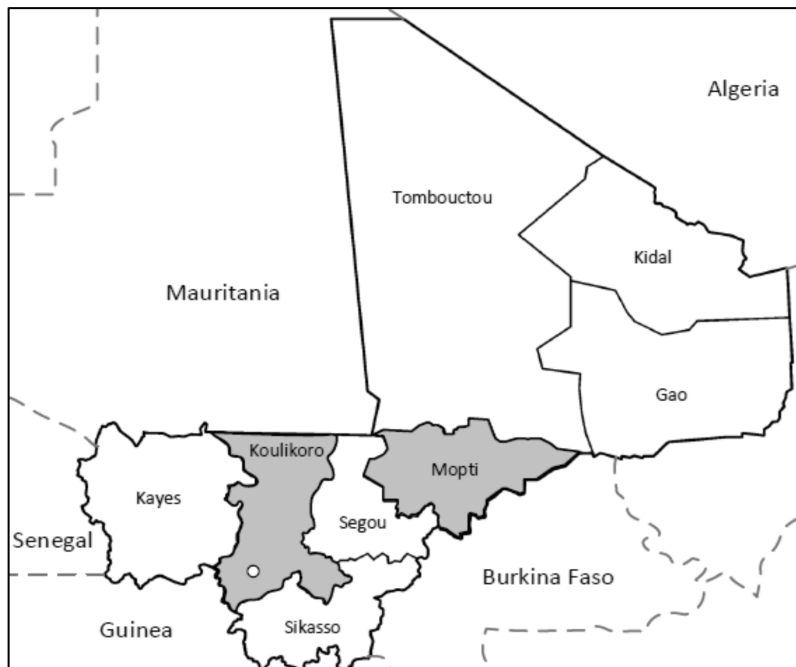 Algeria
Tombouctou
Kidal
Mauritania
Gao
Koulikoro
Mopti
Kayes
Segou
Senegal
Burkina Faso
Guinea
Sikasso